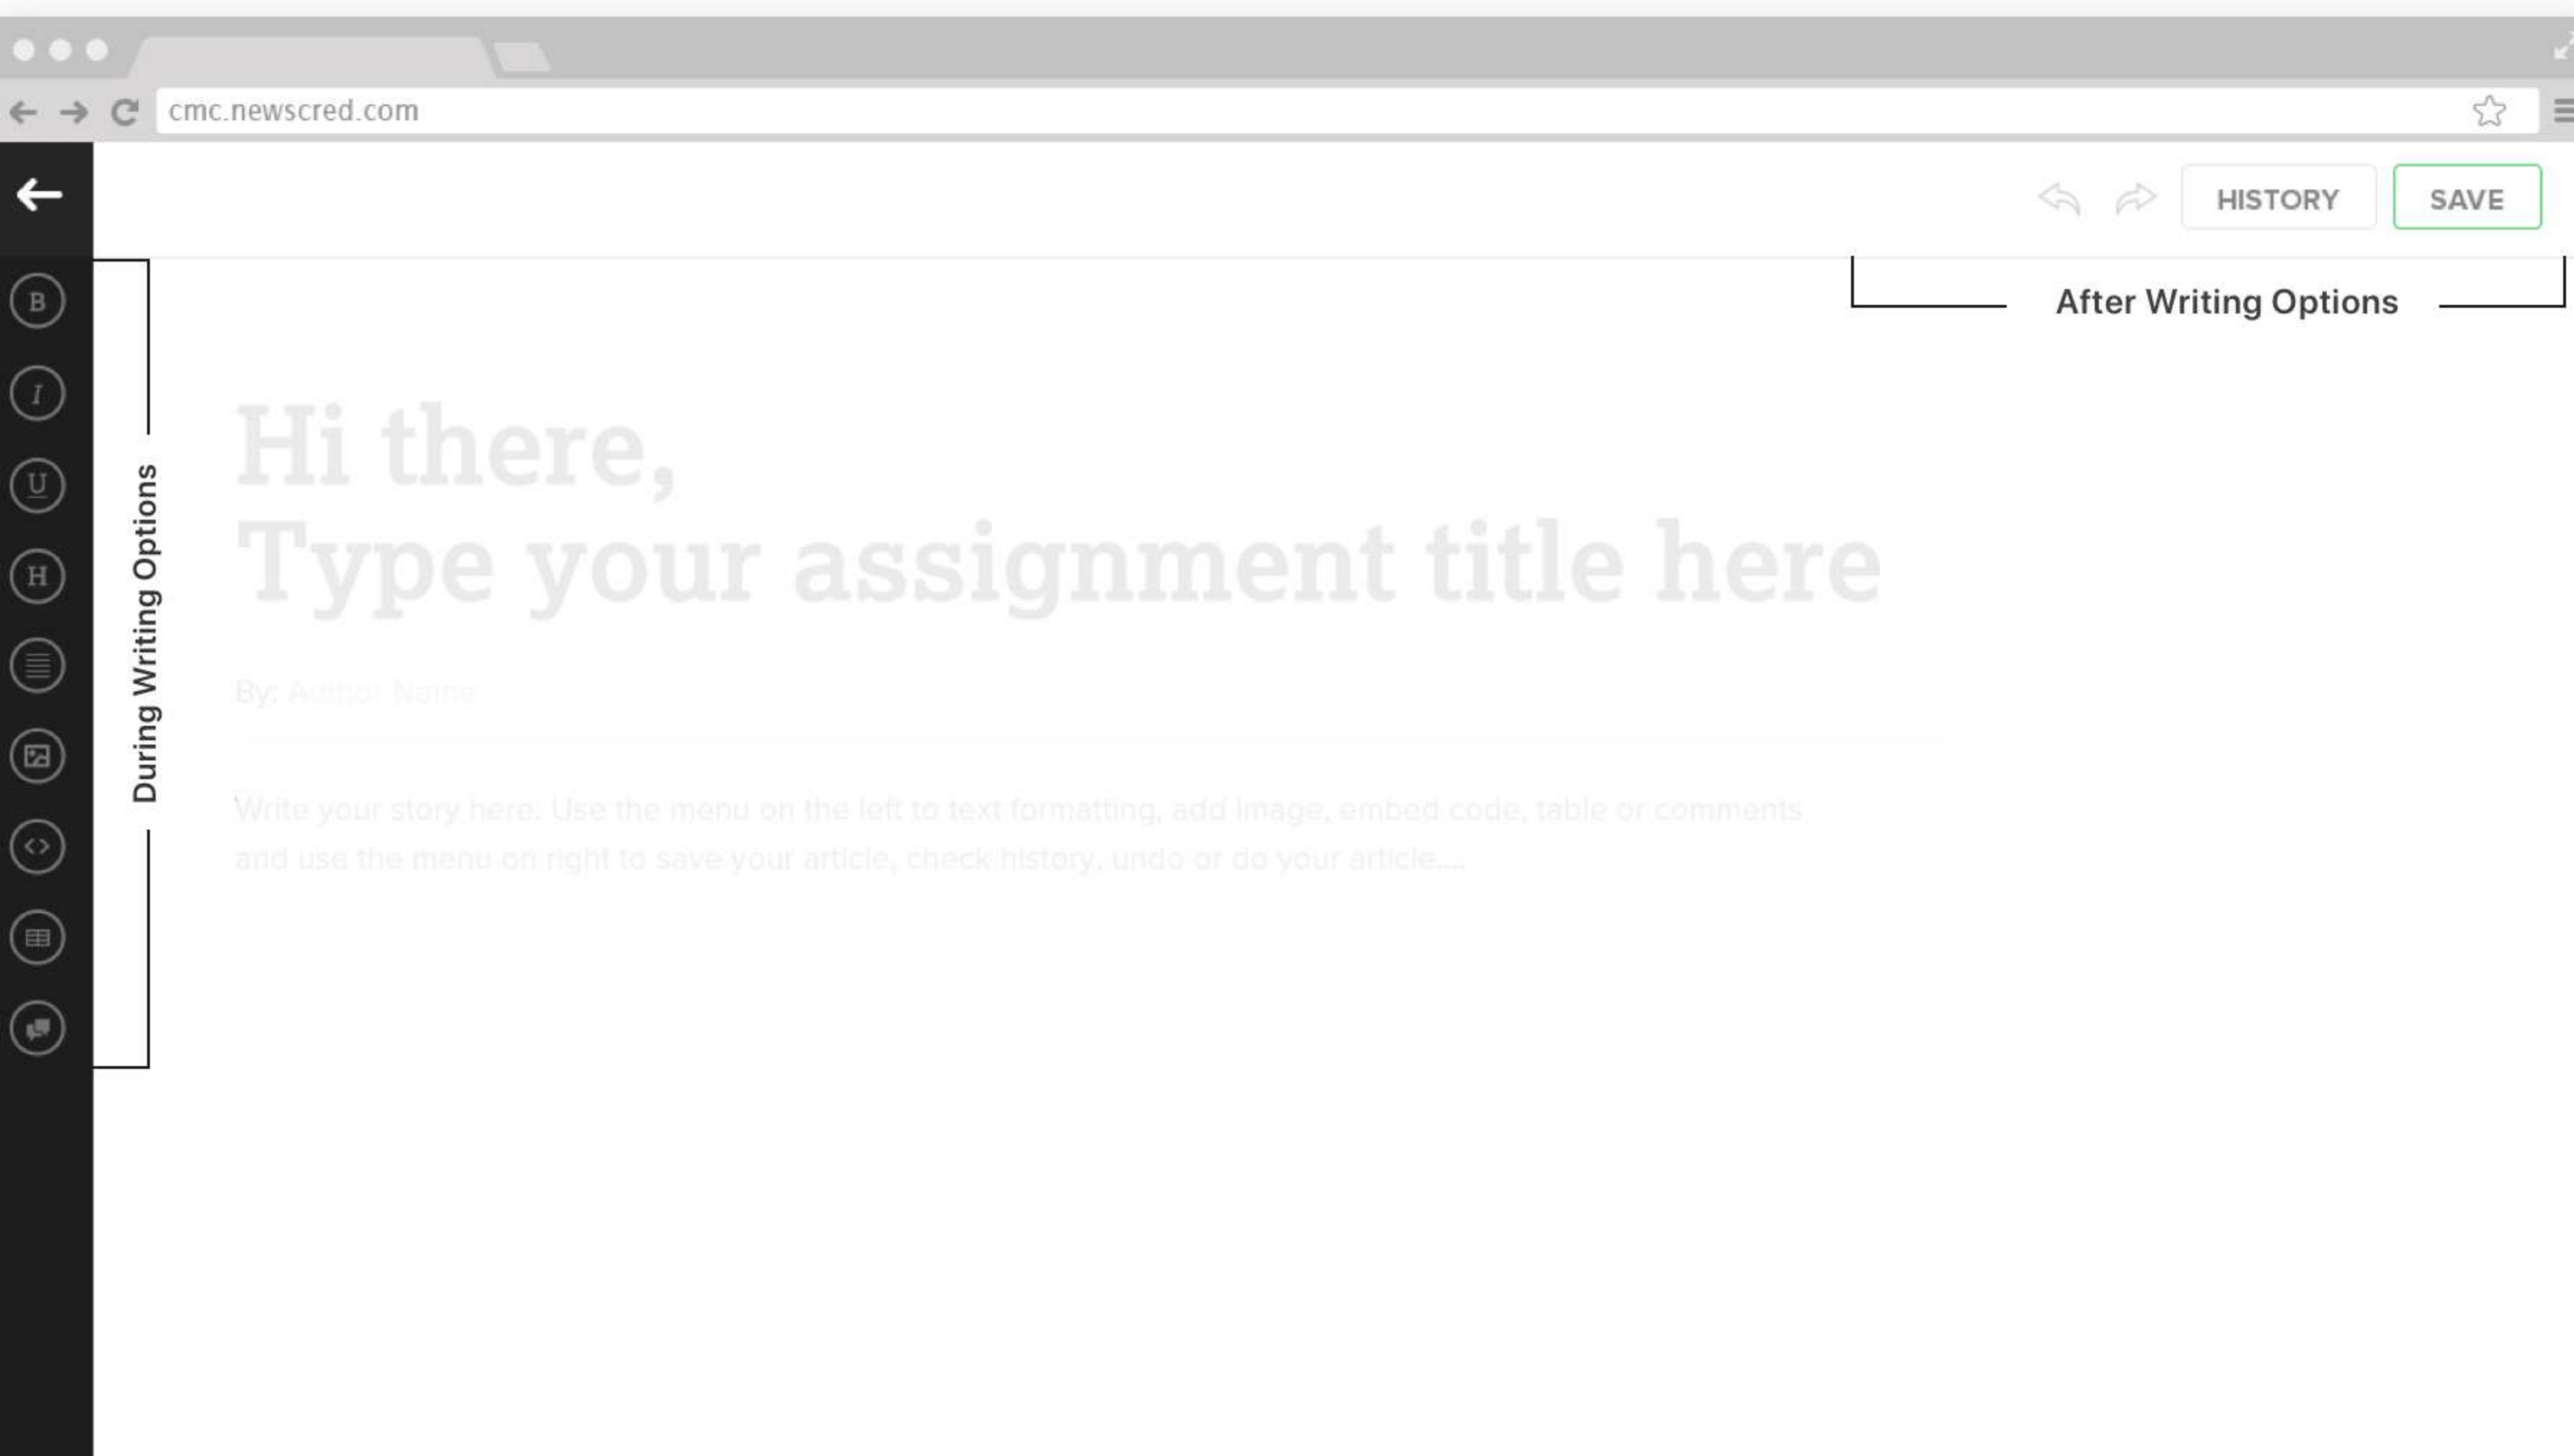 cmc.newscred.com
HISTORY
SAVE
After Writing Options
B
I
U
H
During Writing Options
Hi there,
Type your assignment title here
By: Author Name
Write your story here. Use the menu on the left to text formatting, add image, embed code, table or comments
and use the menu on right to save your article, check history, undo or do your article....